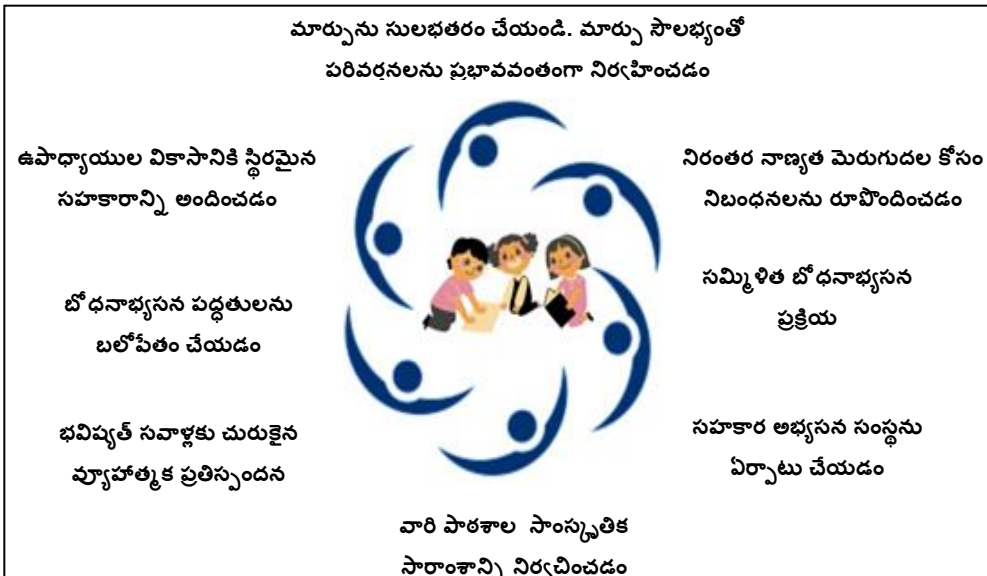 మార్పును సులభతరం చేయండి. మార్పు సౌలభ్యంతో
పరివర్తనలను ప్రభావవంతంగా నిర్వహించడం
ఉపాధ్యాయుల వికాసానికి స్థిరమైన
సహకారాన్ని అందించడం
నిరంతర నాణ్యత మెరుగుదల కోసం
నిబంధనలను రూపొందించడం
బోధనాభ్యసన పద్ధతులను
బలోపేతం చేయడం
సమ్మిళిత బోధనాభ్యసన
ప్రక్రియ
భవిష్యత్ సవాళ్లకు చురుకైన
వ్యూహాత్మక ప్రతిస్పందన
సహకార అభ్యసన సంస్థను
ఏర్పాటు చేయడం
వారి పాఠశాల సాంస్కృతిక
సారాంశాన్ని నిర్వచించడం